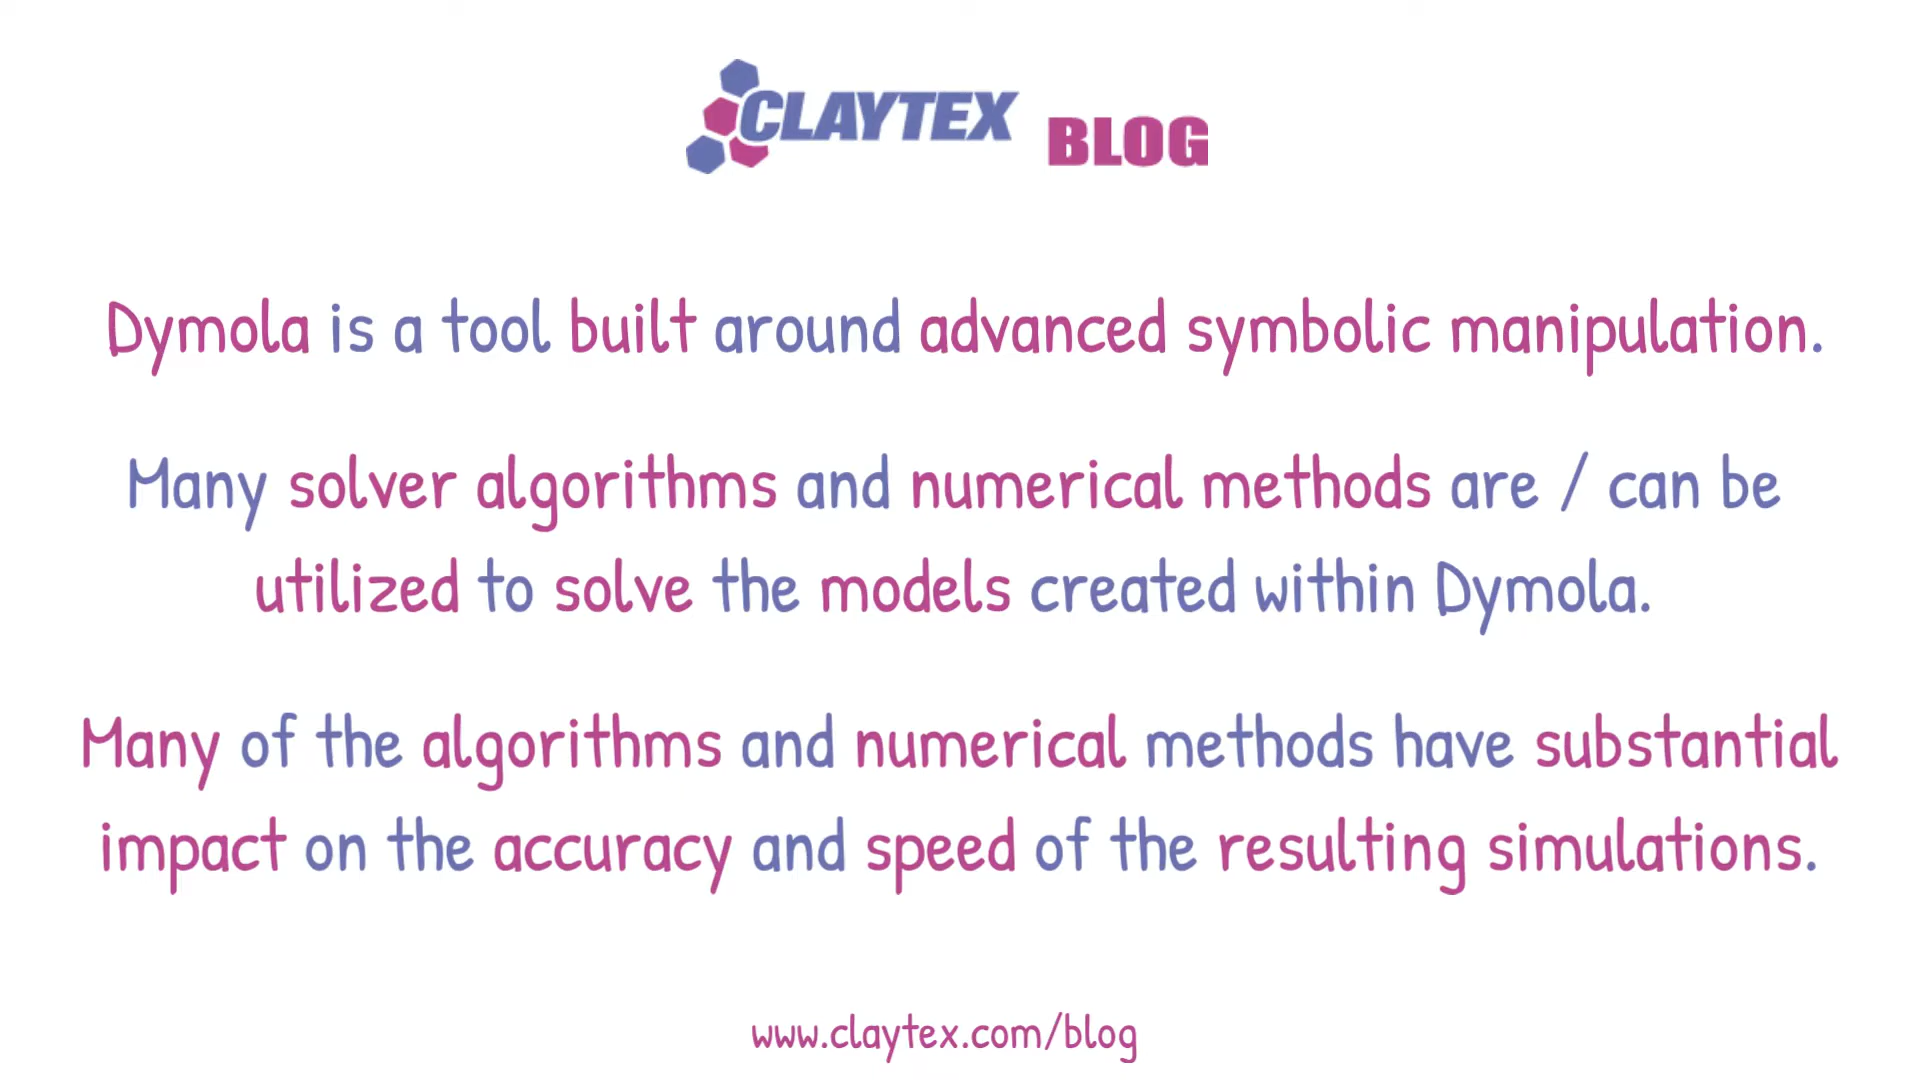 CLAYTEX BLOG
Dymola is a tool built around advanced symbolic manipulation.
Many solver algorithms and numerical methods are / can be
utilized to solve the models created within Dymola.
Many of the algorithms and numerical methods have substantial
impact on the accuracy and speed of the resulting simulations.
www.claytex.com/blog